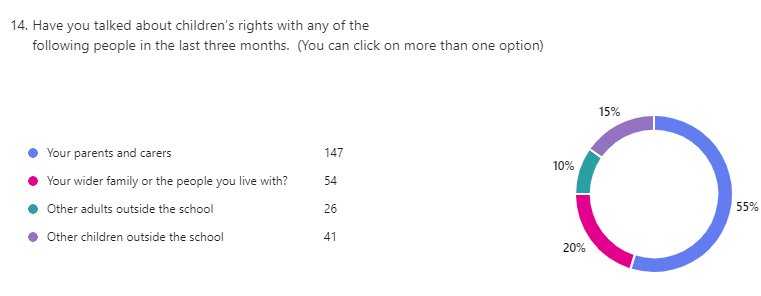 14. Have you talked about children's rights with any of the
following people in the last three months.  (You can click on more than one option)
Your parents and carers 147
Your wider family or the people you live with? 54
Other adults outside the school 26
Other children outside the school 41
15%
10%
55%
20%